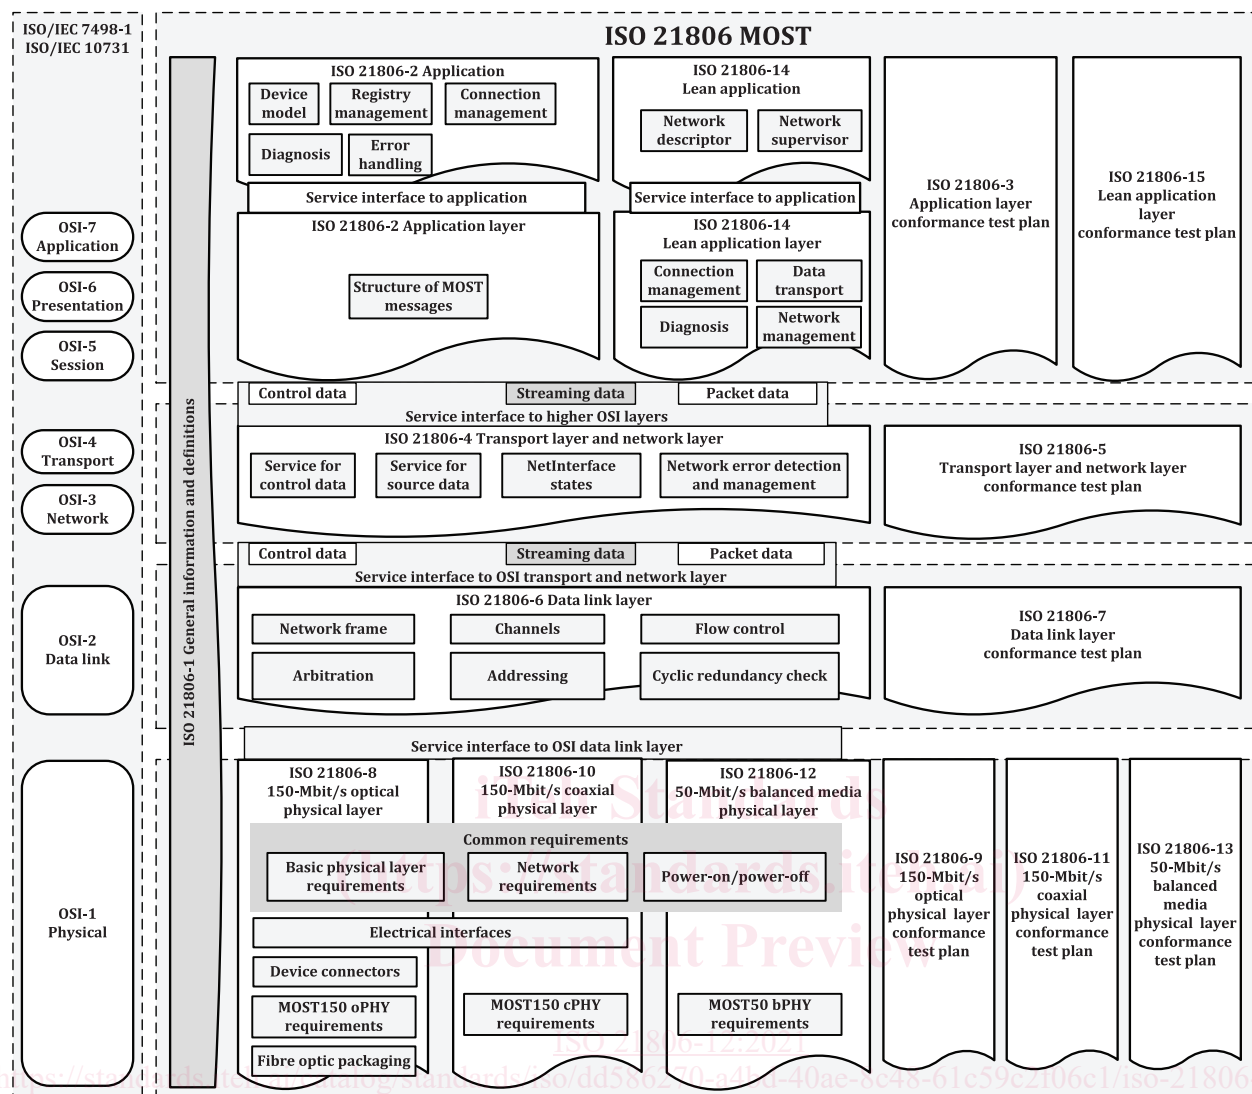 ISO/IEC 7498-1
ISO/IEC 10731
ISO 21806 MOST
ISO 21806-1 General information and definitions
ISO 21806-2 Application
Device
model
Registry
management
Connection
management
Diagnosis
Error
handling
ISO 21806-14
Lean application
Network
descriptor
Network
supervisor
ISO 21806-3
Application layer
conformance test plan
ISO 21806-15
Lean application
layer
conformance test plan
Service interface to application
Service interface to application
OSI-7
Application
OSI-6
Presentation
OSI-5
Session
ISO 21806-2 Application layer
Structure of MOST
messages
ISO 21806-14
Lean application layer
Connection
management
Data
transport
Diagnosis
Network
management
Control data
Streaming data
Packet data
Service interface to higher OSI layers
OSI-4
Transport
OSI-3
Network
ISO 21806-4 Transport layer and network layer
Service for
control data
Service for
source data
NetInterface
states
Network error detection
and management
ISO 21806-5
Transport layer and network layer
conformance test plan
Control data
Streaming data
Packet data
Service interface to OSI transport and network layer
OSI-2
Data link
ISO 21806-6 Data link layer
Network frame
Channels
Flow control
Arbitration
Addressing
Cyclic redundancy check
ISO 21806-7
Data link layer
conformance test plan
Service interface to OSI data link layer
OSI-1
Physical
ISO 21806-8
150-Mbit/s optical
physical layer
ISO 21806-10
150-Mbit/s coaxial
physical layer
ISO 21806-12
50-Mbit/s balanced media
physical layer
Common requirements
Basic physical layer
requirements
Network
requirements
Power-on/power-off
Electrical interfaces
Device connectors
MOST150 oPHY
requirements
Fibre optic packaging
MOST150 cPHY
requirements
MOST50 bPHY
requirements
ISO 21806-9
150-Mbit/s
optical
physical layer
conformance
test plan
ISO 21806-11
150-Mbit/s
coaxial
physical layer
conformance
test plan
ISO 21806-13
50-Mbit/s
balanced
media
physical layer
conformance
test plan
iTeh Standards
(https://standards.iteh.ai)
Document Preview
ISO 21806-12:2021
https://standards.iteh.ai/catalog/standards/iso/dd586270-a4bd-40ae-8c48-61c59c2f06c1/iso-21806-